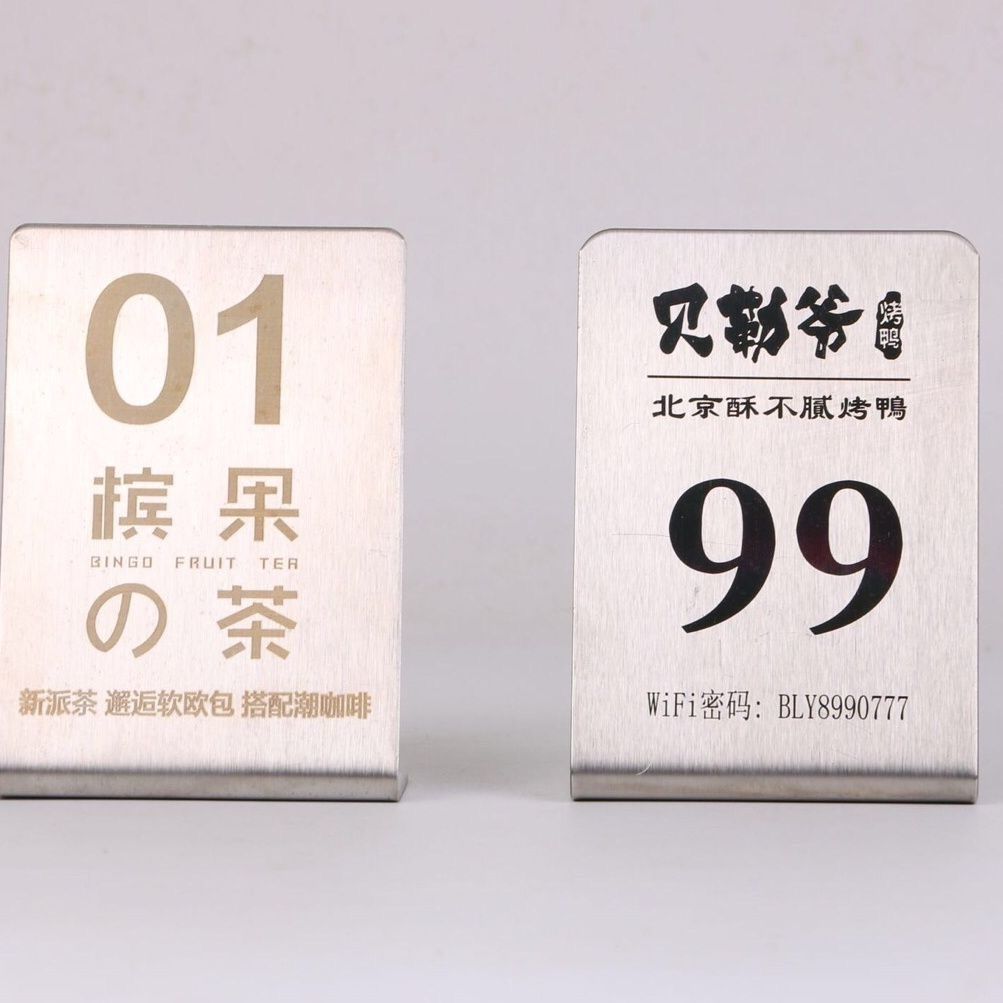 01
槟果
BINGO FRUIT TEA
の茶
新派茶 邂逅软欧包 搭配潮咖啡
贝勒爷 烤鸭
北京酥不腻烤鴨
99
WiFi密码: BLY8990777